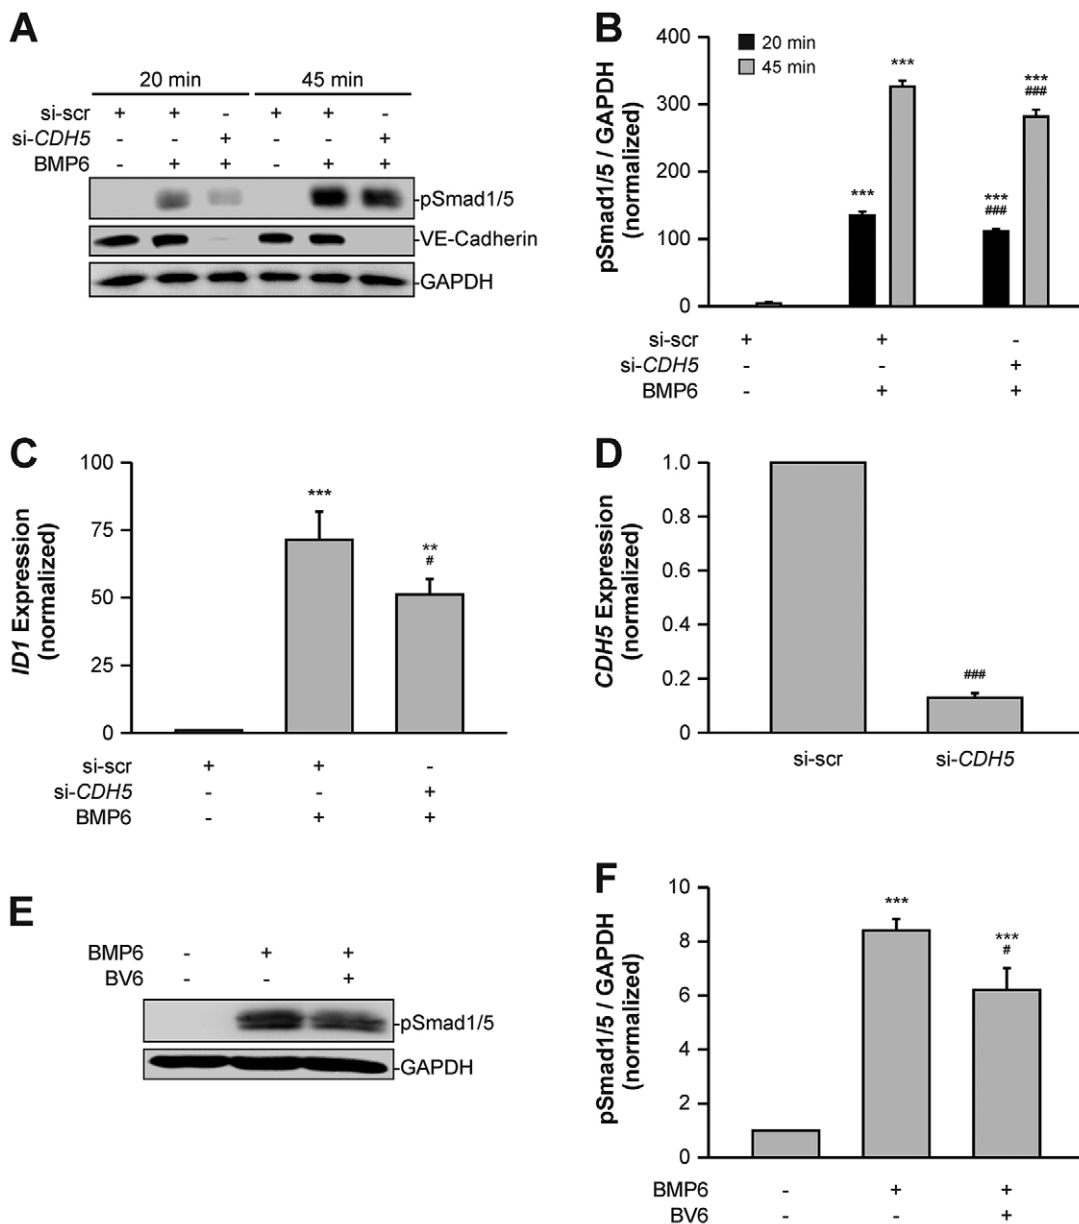 A
20 min 45 min
si-scr + + - + + -
si-CDH5 - - + - - +
BMP6 - + + - + +
-pSmad1/5
-VE-Cadherin
-GAPDH
B
pSmad1/5 / GAPDH
(normalized)
400
300
200
100
0
20 min
45 min
***
***
***
###
***
###
si-scr + + -
si-CDH5 - - +
BMP6 - + +
C
ID1 Expression
(normalized)
100
75
50
25
0
***
**
#
si-scr + + -
si-CDH5 - - +
BMP6 - + +
D
CDH5 Expression
(normalized)
1.0
0.8
0.6
0.4
0.2
0
###
si-scr si-CDH5
E
BMP6 - + +
BV6 - - +
-pSmad1/5
-GAPDH
F
pSmad1/5 / GAPDH
(normalized)
10
8
6
4
2
0
***
***
#
BMP6 - + +
BV6 - - +